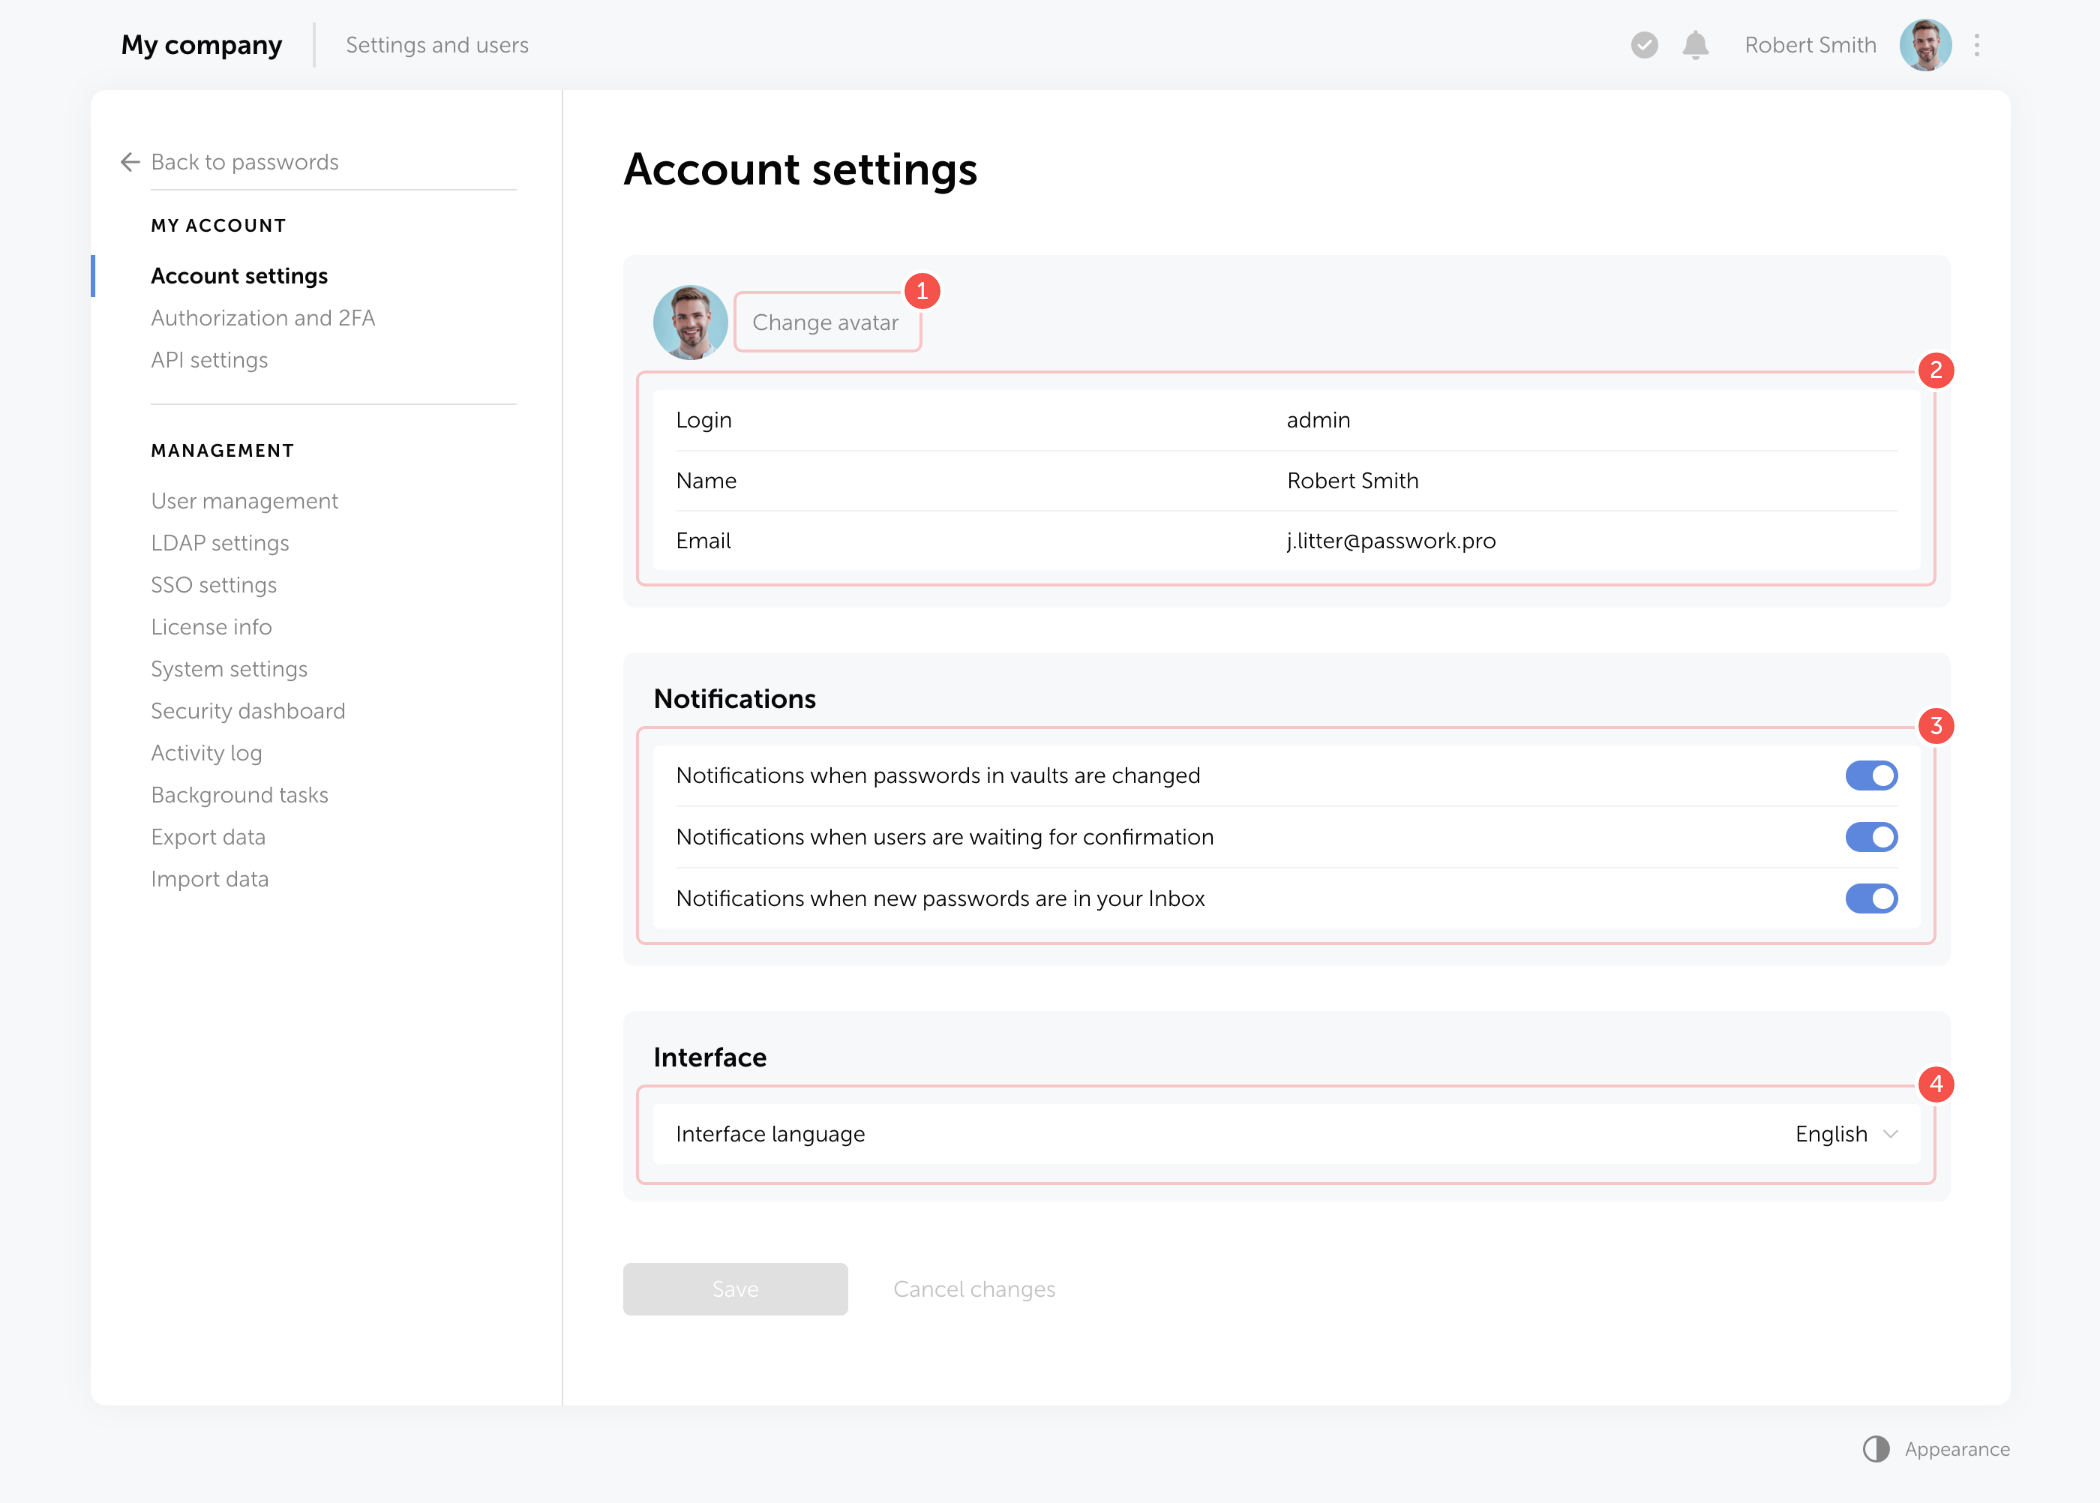 My company
Settings and users
Robert Smith
Back to passwords
MY ACCOUNT
Account settings
Authorization and 2FA
API settings
MANAGEMENT
User management
LDAP settings
SSO settings
License info
System settings
Security dashboard
Activity log
Background tasks
Export data
Import data
Account settings
Change avatar
1
2
Login admin
Name Robert Smith
Email j.litter@passwork.pro
Notifications
3
Notifications when passwords in vaults are changed
Notifications when users are waiting for confirmation
Notifications when new passwords are in your Inbox
Interface
4
Interface language English
Save
Cancel changes
Appearance